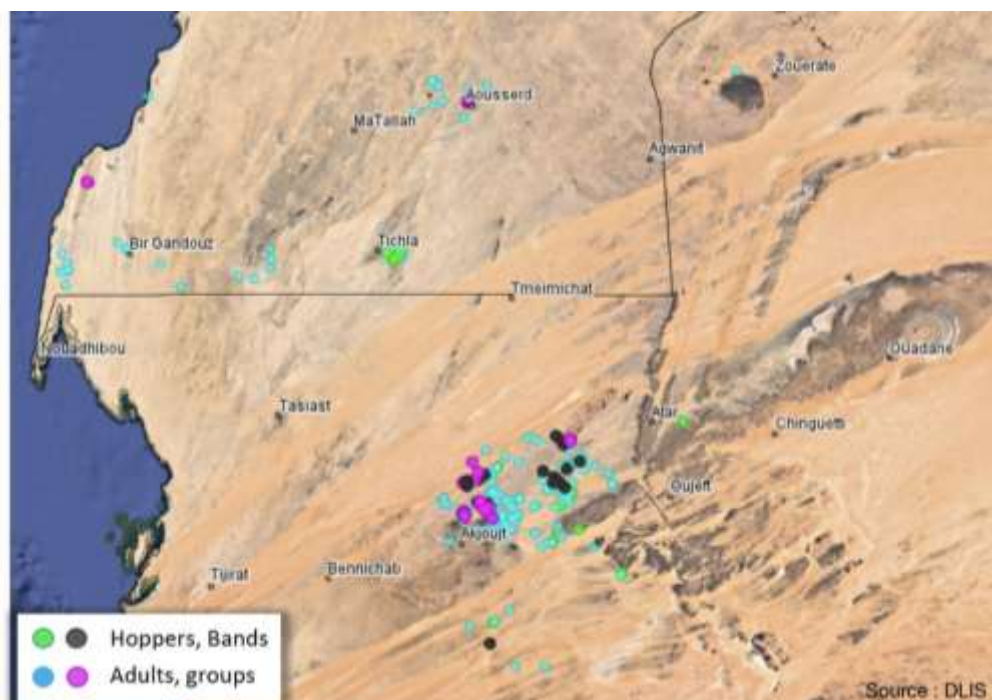 Zouerate
Aousserd
MaTallah
Agwanit
Bir Gandouz
Tichla
Tmeimichat
Nouadhibou
Ouadane
Tasiast
Atar
Chinguetti
Oujeft
Akjoujt
Bennichab
Tijirat
Hoppers, Bands
Adults, groups
Source : DLIS